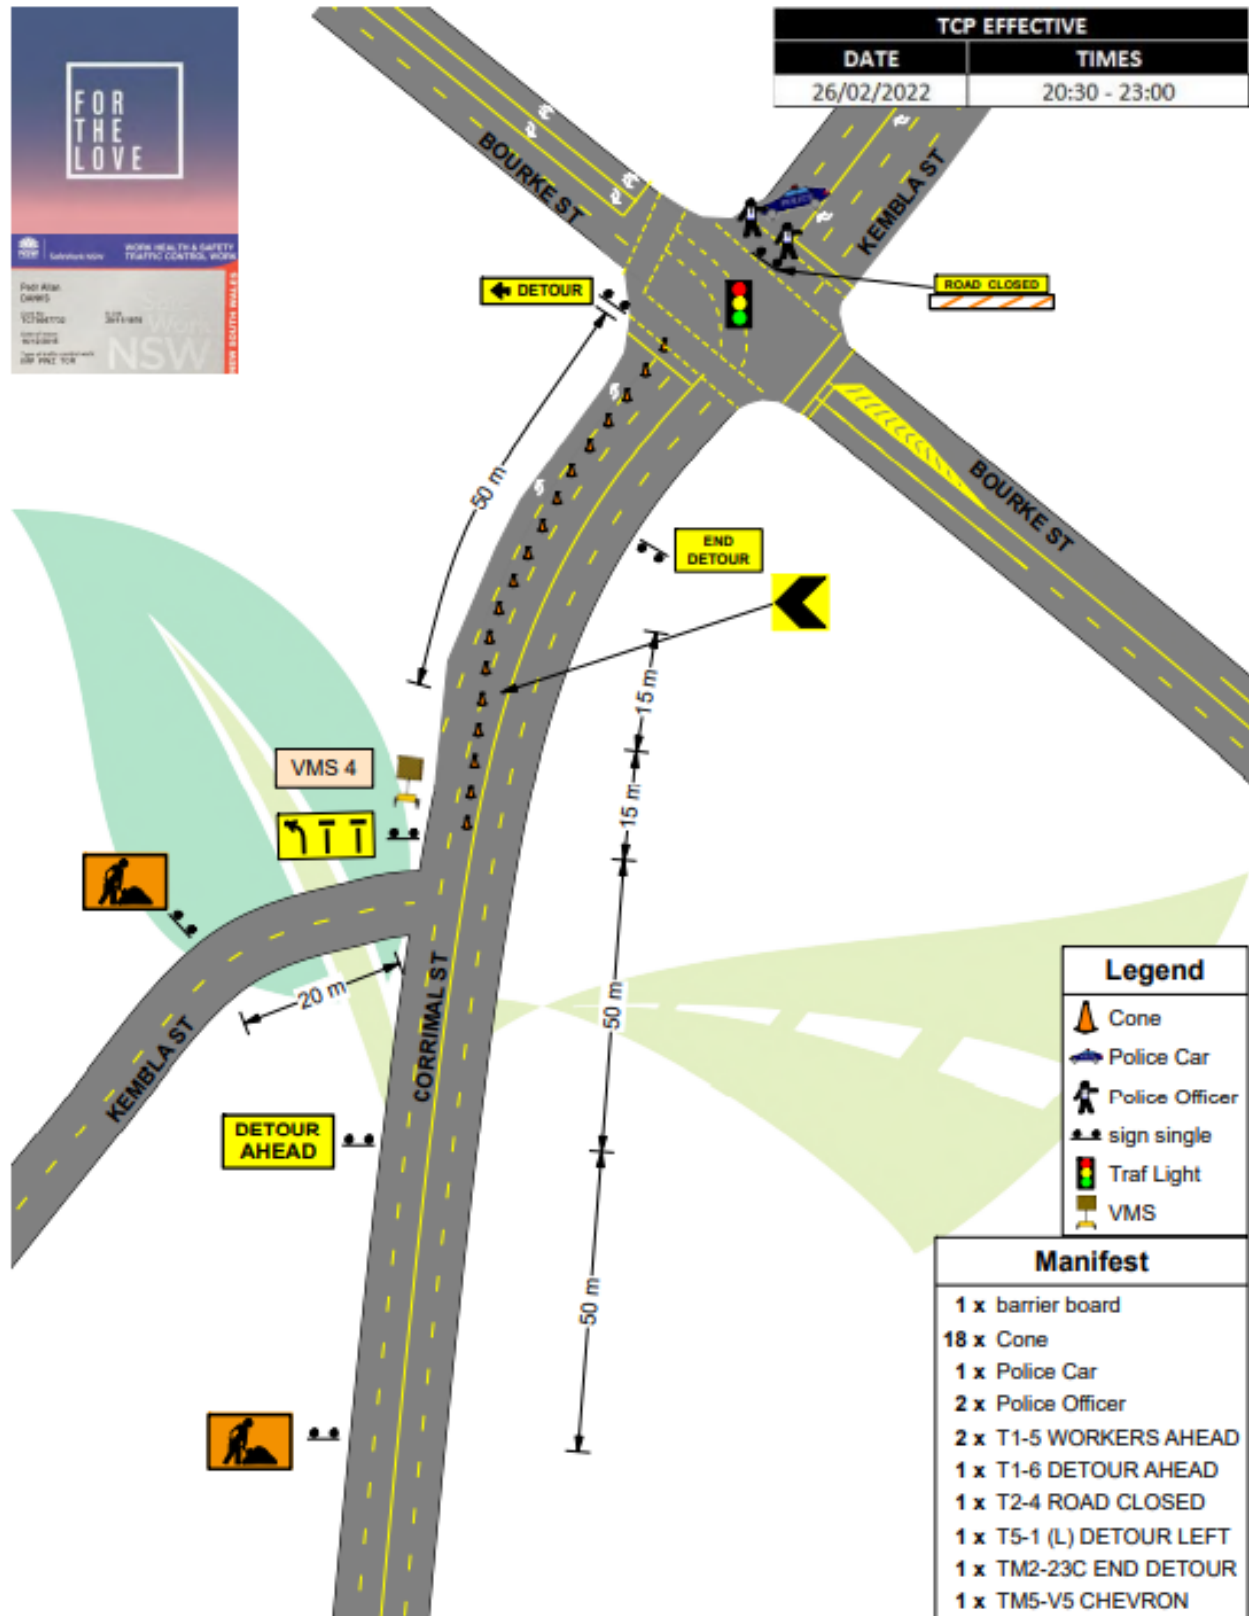 FOR
THE
LOVE
NSW
WORK HEALTH & SAFETY
TRAFFIC CONTROL WORK
NEW SOUTH WALES
NSW
TCP EFFECTIVE
DATE TIMES
26/02/2022 20:30 - 23:00
BOURKE ST
KEMBLA ST
POLICE
DETOUR
ROAD CLOSED
50 m
BOURKE ST
END
DETOUR
15 m
VMS 4
15 m
50 m
20 m
KEMBLA ST
CORRIMAL ST
DETOUR
AHEAD
50 m
Legend
Cone
Police Car
Police Officer
sign single
Traf Light
VMS
Manifest
1 x barrier board
18 x Cone
1 x Police Car
2 x Police Officer
2 x T1-5 WORKERS AHEAD
1 x T1-6 DETOUR AHEAD
1 x T2-4 ROAD CLOSED
1 x T5-1 (L) DETOUR LEFT
1 x TM2-23C END DETOUR
1 x TM5-V5 CHEVRON